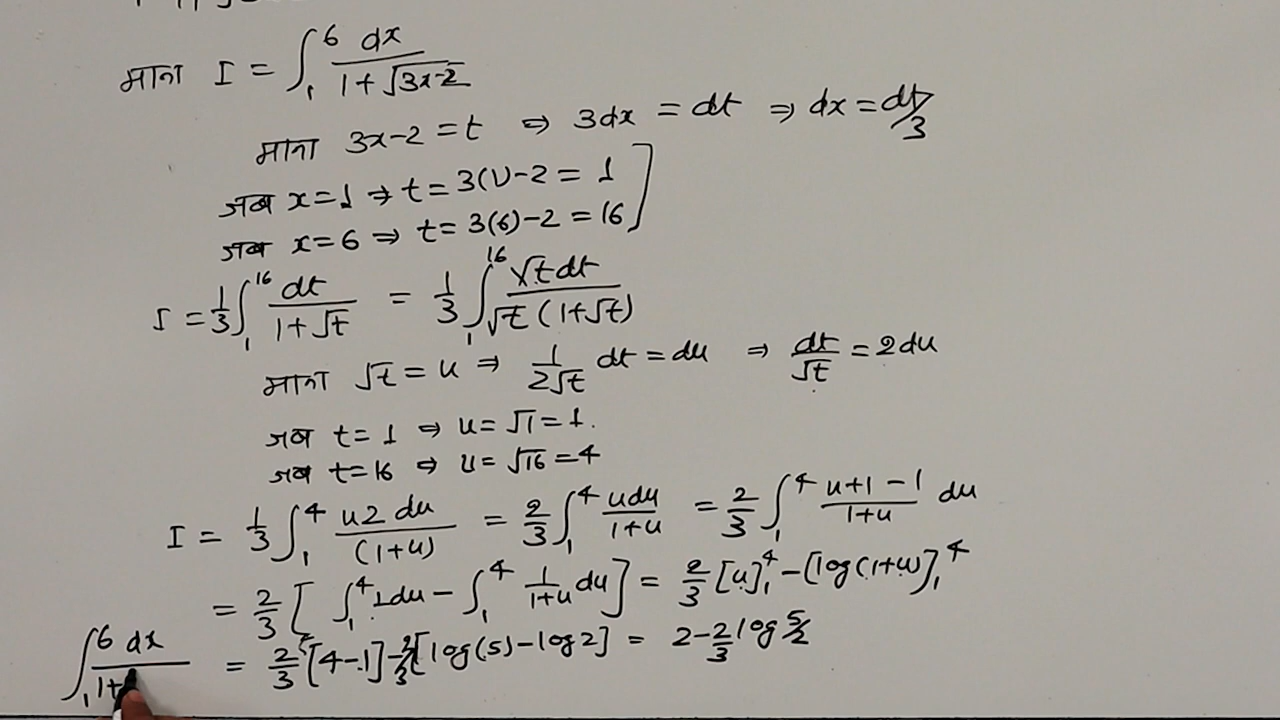 माना I = ∫₁⁶ dx / (1+√(3x-2))
माना 3x-2 = t ⇒ 3dx = dt ⇒ dx = dt/3
जब x=1 ⇒ t = 3(1)-2 = 1
जब x=6 ⇒ t = 3(6)-2 = 16 ]
I = 1/3 ∫₁¹⁶ dt / (1+√t) = 1/3 ∫₁¹⁶ √t dt / (√t (1+√t))
माना √t = u ⇒ 1/(2√t) dt = du ⇒ dt/√t = 2du
जब t=1 ⇒ u = √1 = 1.
जब t=16 ⇒ u = √16 = 4
I = 1/3 ∫₁⁴ u2 du / (1+u) = 2/3 ∫₁⁴ udu / (1+u) = 2/3 ∫₁⁴ (u+1-1) / (1+u) du
= 2/3 [ ∫₁⁴ 1du - ∫₁⁴ 1/(1+u) du ] = 2/3 [u]₁⁴ - [log(1+u)]₁⁴
∫₁⁶ dx / 1+ = 2/3 [4-1] - 2/3 [log(5) - log2] = 2 - 2/3 log 5/2